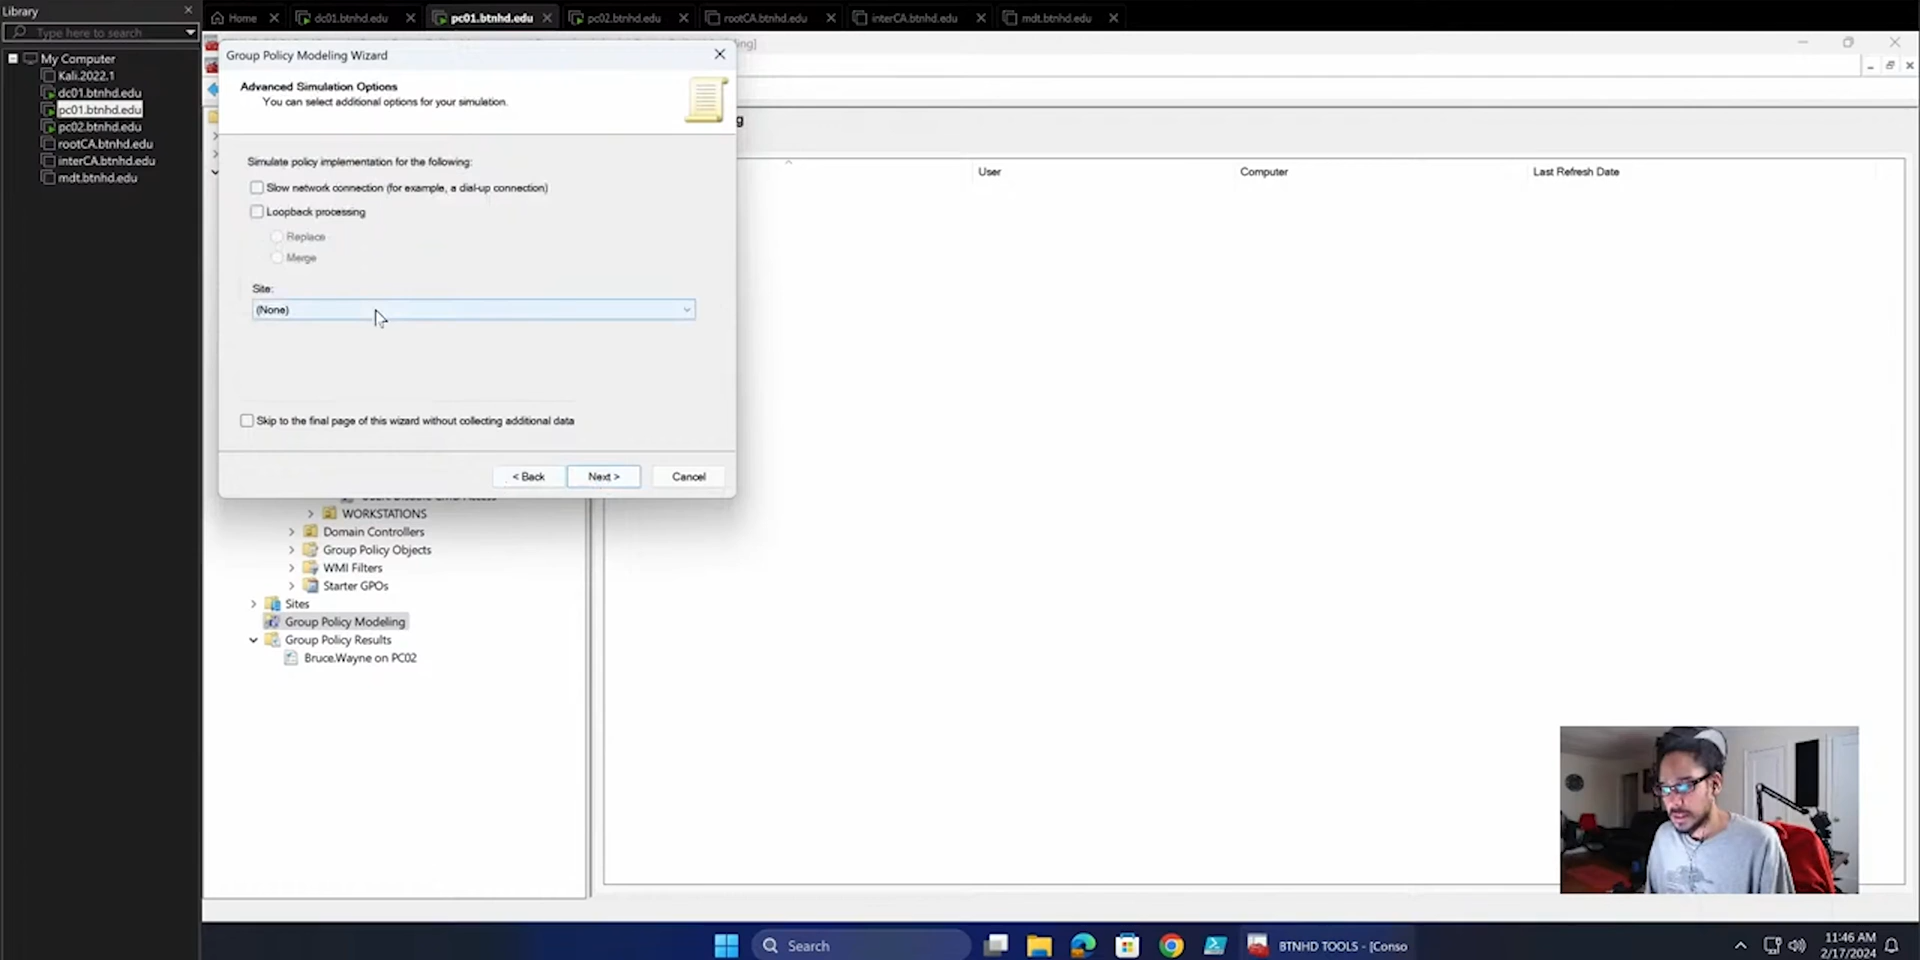 Library
Type here to search
My Computer
Kali.2022.1
dc01.btnhd.edu
pc01.btnhd.edu
pc02.btnhd.edu
rootCA.btnhd.edu
interCA.btnhd.edu
mdt.btnhd.edu
Home
dc01.btnhd.edu
pc01.btnhd.edu
pc02.btnhd.edu
rootCA.btnhd.edu
interCA.btnhd.edu
mdt.btnhd.edu
Group Policy Modeling Wizard
Advanced Simulation Options
You can select additional options for your simulation.
Simulate policy implementation for the following:
Slow network connection (for example, a dial-up connection)
Loopback processing
Replace
Merge
Site:
(None)
Skip to the final page of this wizard without collecting additional data
< Back
Next >
Cancel
User
Computer
Last Refresh Date
WORKSTATIONS
Domain Controllers
Group Policy Objects
WMI Filters
Starter GPOs
Sites
Group Policy Modeling
Group Policy Results
Bruce.Wayne on PC02
Search
BTNHD TOOLS - [Conso
11:46 AM
2/17/2024